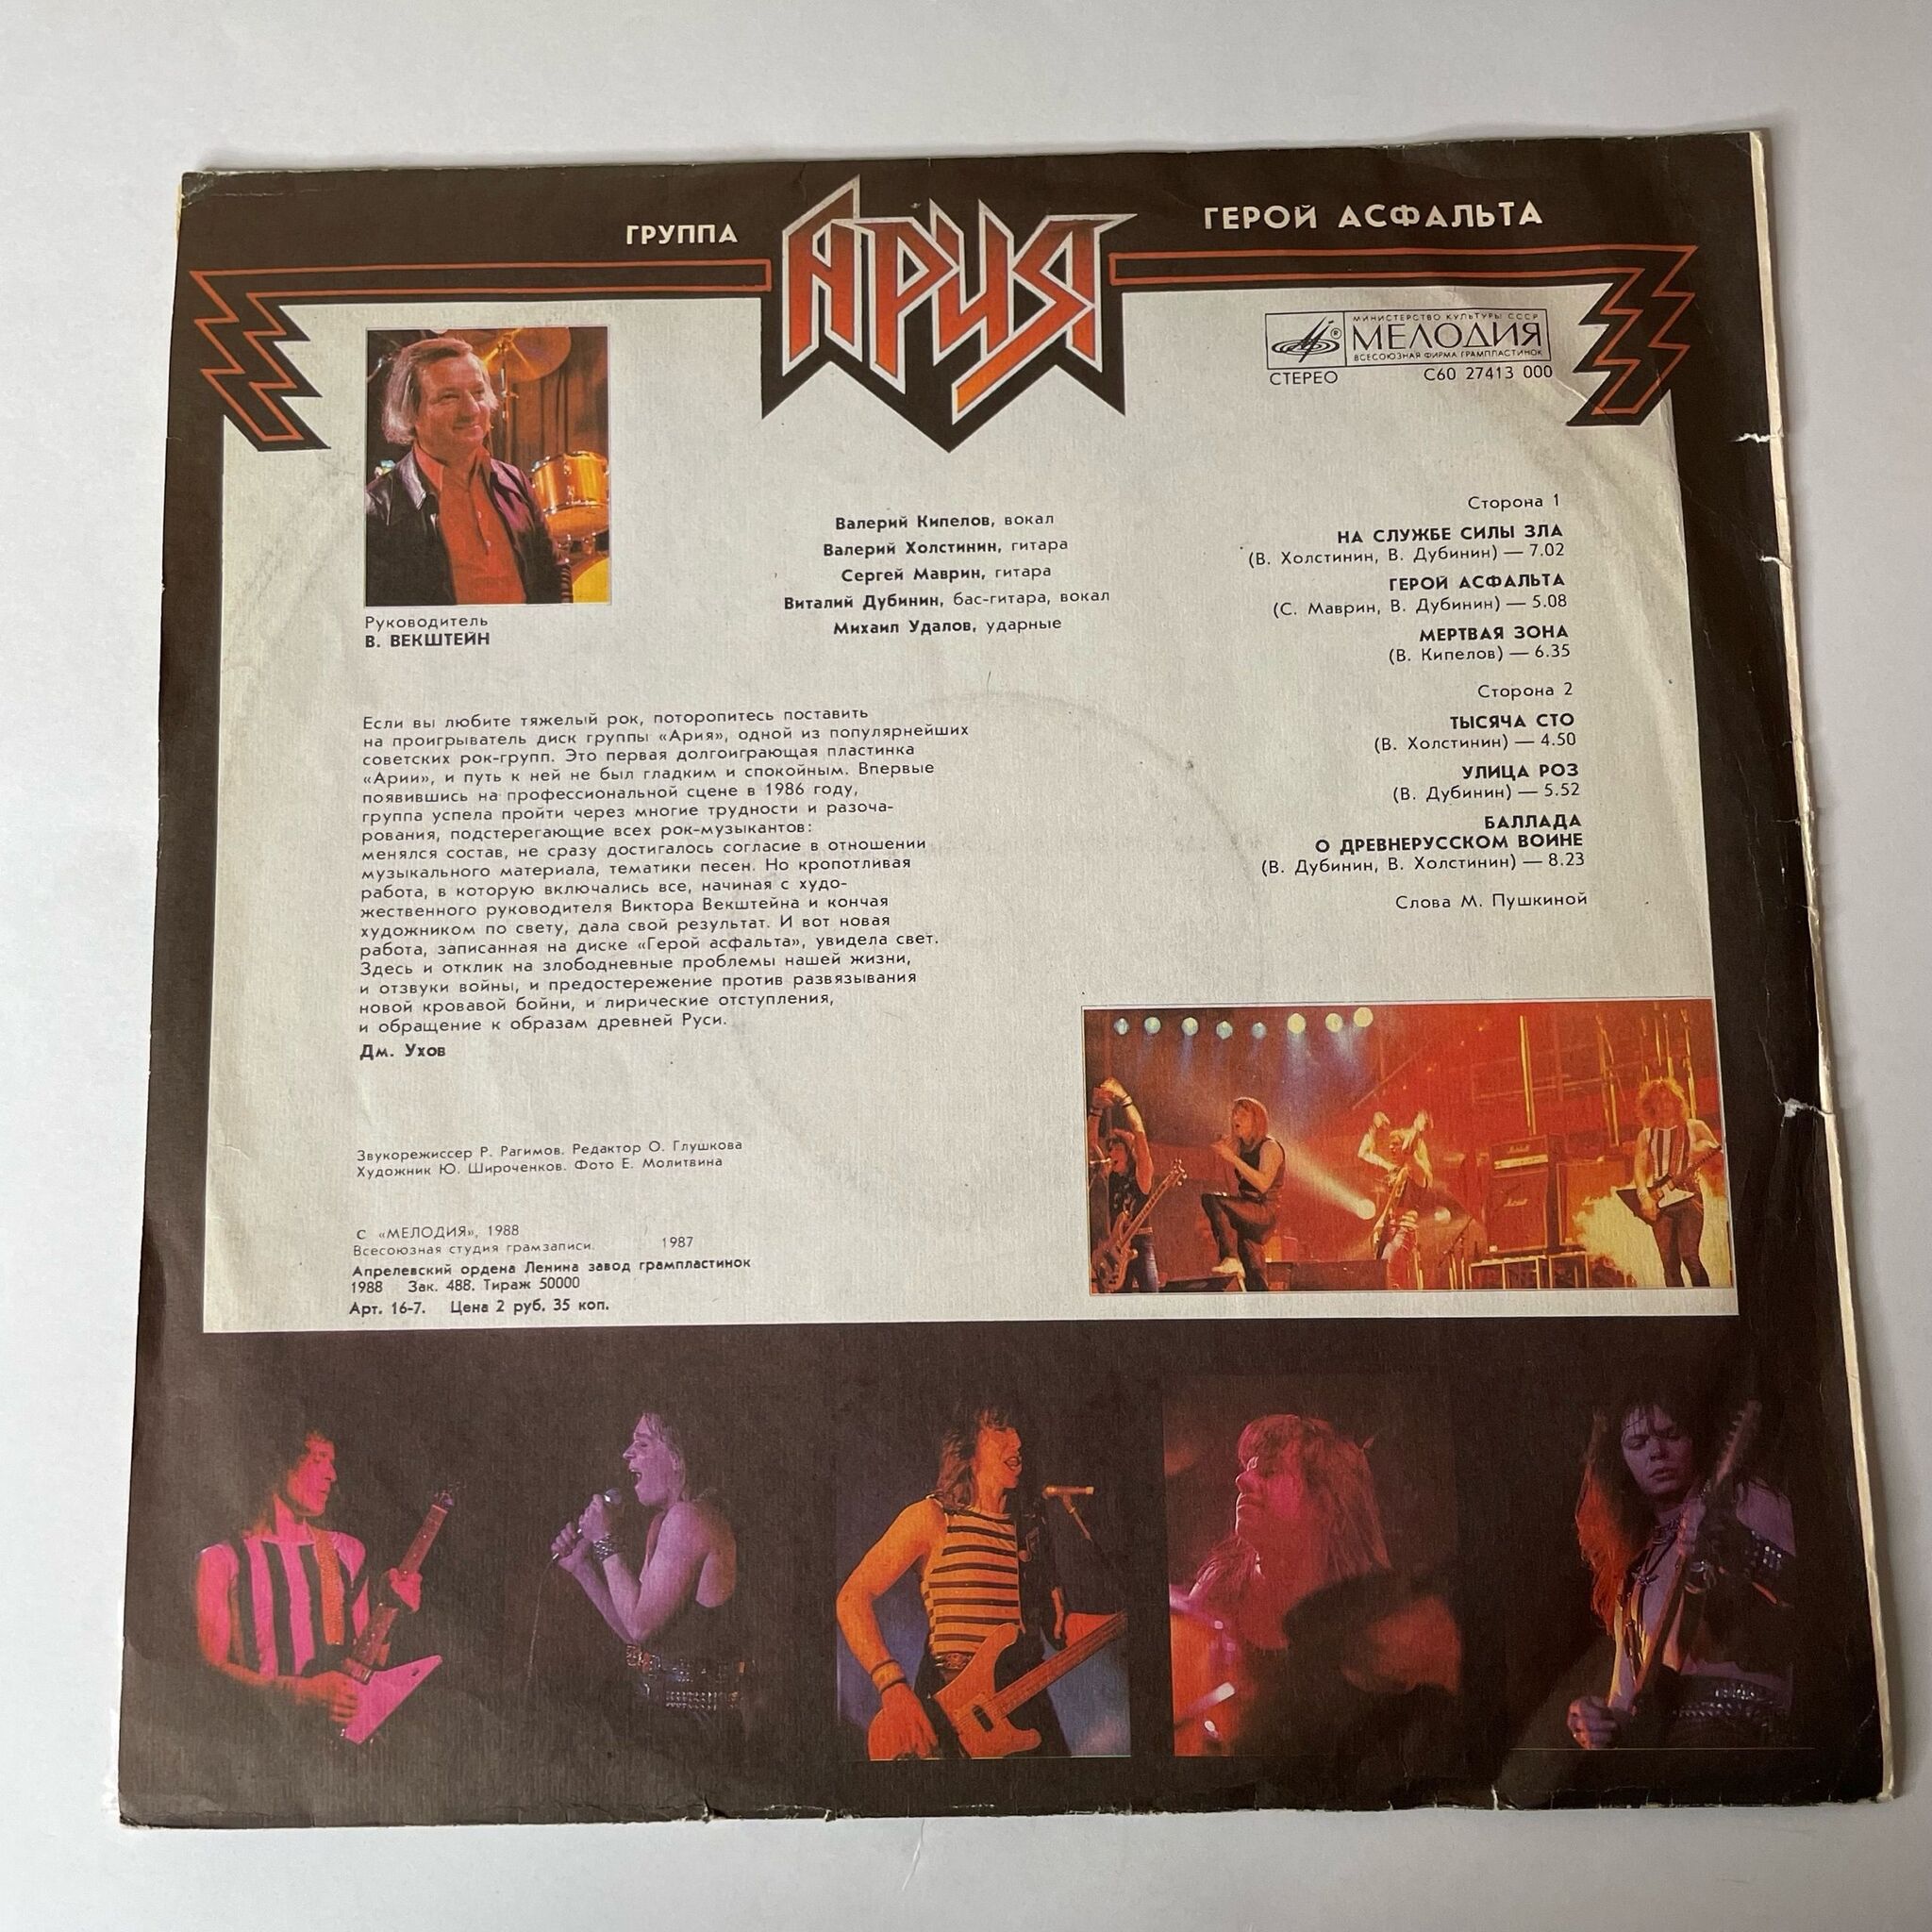 ГРУППА
АРИЯ
ГЕРОЙ АСФАЛЬТА
МИНИСТЕРСТВО КУЛЬТУРЫ СССР
МЕЛОДИЯ
ВСЕСОЮЗНАЯ ФИРМА ГРАМПЛАСТИНОК
СТЕРЕО С60 27413 000
Руководитель
В. ВЕКШТЕЙН
Валерий Кипелов, вокал
Валерий Холстинин, гитара
Сергей Маврин, гитара
Виталий Дубинин, бас-гитара, вокал
Михаил Удалов, ударные
Сторона 1
НА СЛУЖБЕ СИЛЫ ЗЛА
(В. Холстинин, В. Дубинин) — 7.02
ГЕРОЙ АСФАЛЬТА
(С. Маврин, В. Дубинин) — 5.08
МЕРТВАЯ ЗОНА
(В. Кипелов) — 6.35
Сторона 2
ТЫСЯЧА СТО
(В. Холстинин) — 4.50
УЛИЦА РОЗ
(В. Дубинин) — 5.52
БАЛЛАДА
О ДРЕВНЕРУССКОМ ВОИНЕ
(В. Дубинин, В. Холстинин) — 8.23
Слова М. Пушкиной
Если вы любите тяжелый рок, поторопитесь поставить
на проигрыватель диск группы «Ария», одной из популярнейших
советских рок-групп. Это первая долгоиграющая пластинка
«Арии», и путь к ней не был гладким и спокойным. Впервые
появившись на профессиональной сцене в 1986 году,
группа успела пройти через многие трудности и разоча-
рования, подстерегающие всех рок-музыкантов:
менялся состав, не сразу достигалось согласие в отношении
музыкального материала, тематики песен. Но кропотливая
работа, в которую включались все, начиная с худо-
жественного руководителя Виктора Векштейна и кончая
художником по свету, дала свой результат. И вот новая
работа, записанная на диске «Герой асфальта», увидела свет.
Здесь и отклик на злободневные проблемы нашей жизни,
и отзвуки войны, и предостережение против развязывания
новой кровавой бойни, и лирические отступления,
и обращение к образам древней Руси.
Дм. Ухов
Звукорежиссер Р. Рагимов. Редактор О. Глушкова
Художник Ю. Широченков. Фото Е. Молитвина
С «МЕЛОДИЯ», 1988
Всесоюзная студия грамзаписи. 1987
Апрелевский ордена Ленина завод грампластинок
1988 Зак. 488. Тираж 50000
Арт. 16-7. Цена 2 руб. 35 коп.